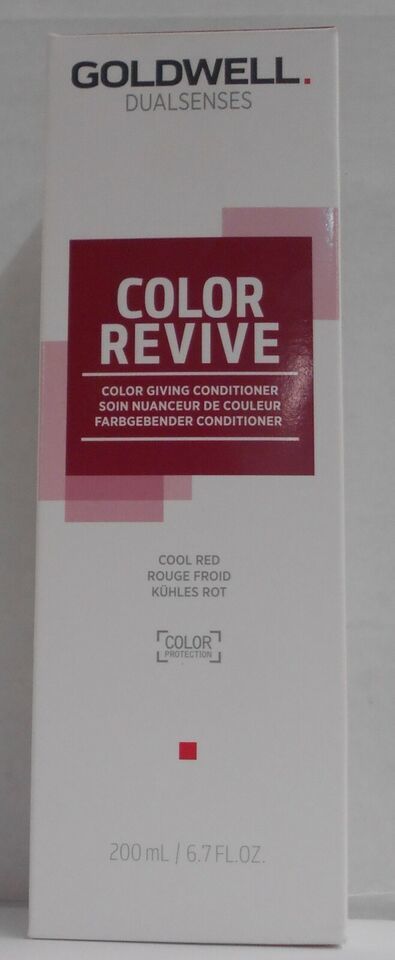 GOLDWELL.
DUALSENSES
COLOR
REVIVE
COLOR GIVING CONDITIONER
SOIN NUANCEUR DE COULEUR
FARBGEBENDER CONDITIONER
COOL RED
ROUGE FROID
KÜHLES ROT
COLOR
PROTECTION
200 mL / 6.7 FL.OZ.